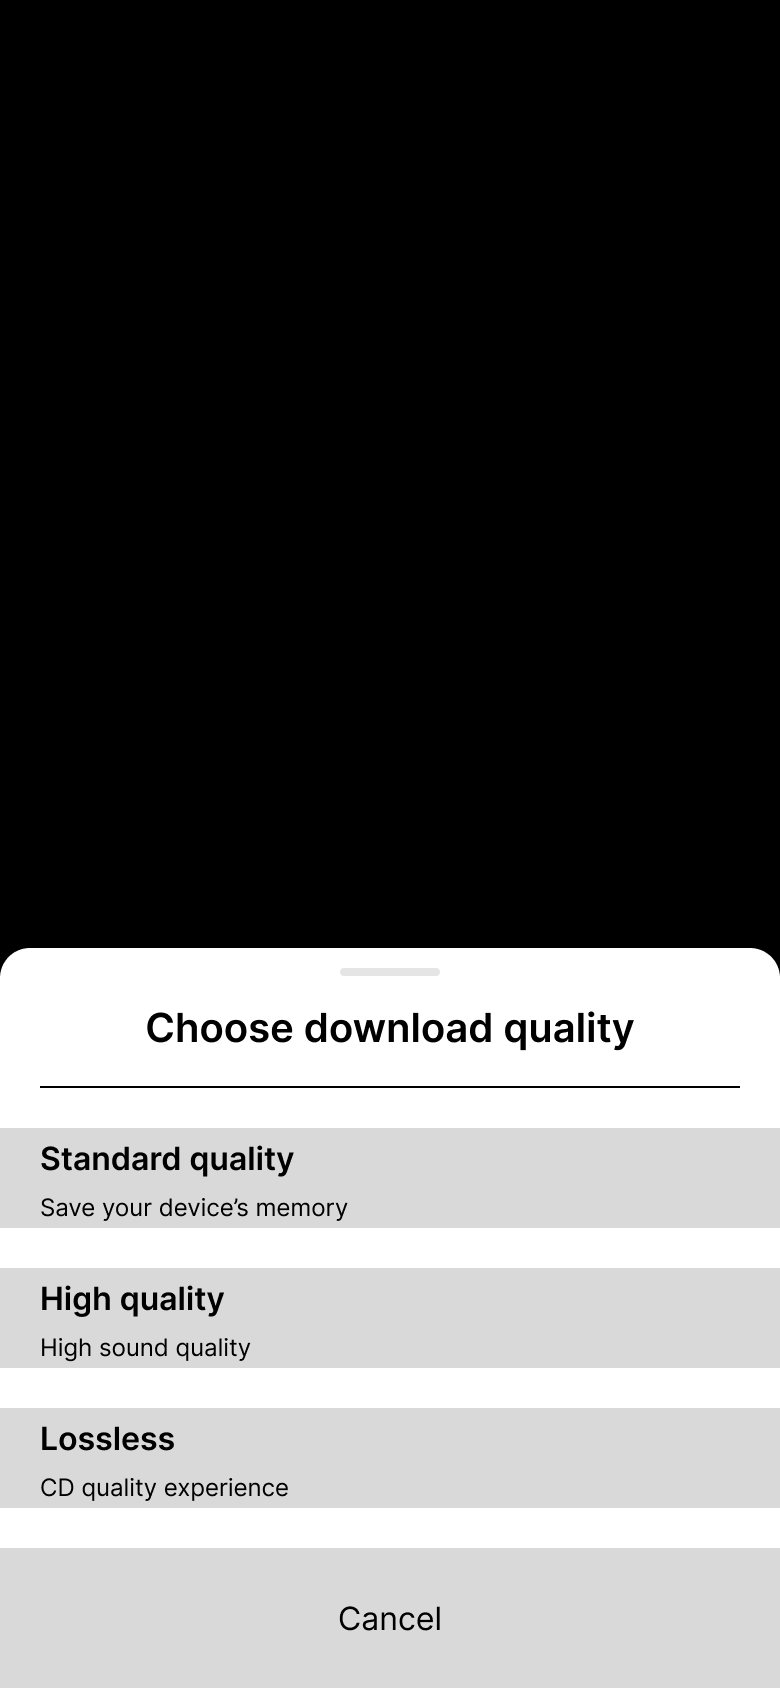 Choose download quality
Standard quality
Save your device’s memory
High quality
High sound quality
Lossless
CD quality experience
Cancel